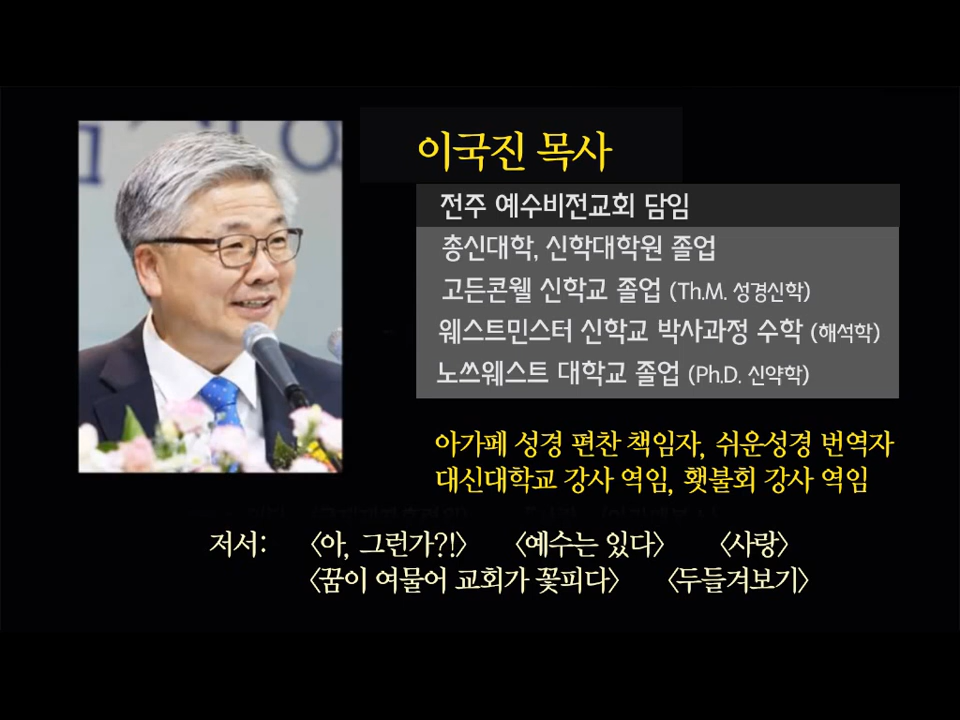 이국진 목사
전주 예수비전교회 담임
총신대학, 신학대학원 졸업
고든콘웰 신학교 졸업 (Th.M. 성경신학)
웨스트민스터 신학교 박사과정 수학 (해석학)
노쓰웨스트 대학교 졸업 (Ph.D. 신약학)
아가페 성경 편찬 책임자, 쉬운성경 번역자
대신대학교 강사 역임, 횃불회 강사 역임
저서: <아, 그런가?!> <예수는 있다> <사랑>
<꿈이 여물어 교회가 꽃피다> <두들겨보기>